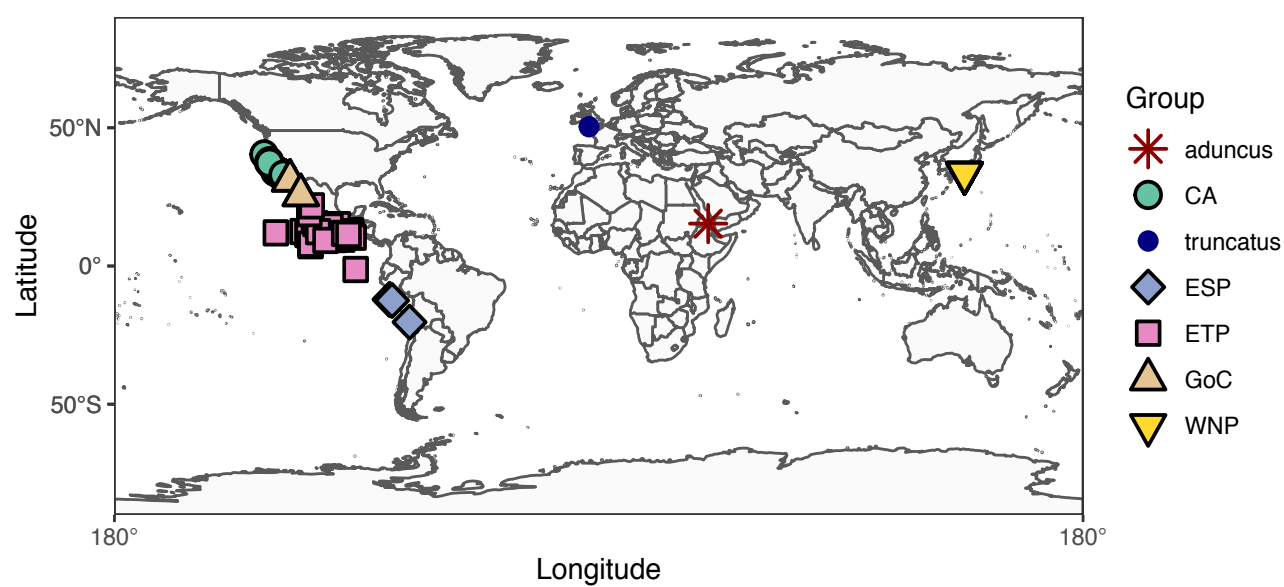 50°N
0°
50°S
180°
180°
Latitude
Longitude
Group
aduncus
CA
truncatus
ESP
ETP
GoC
WNP